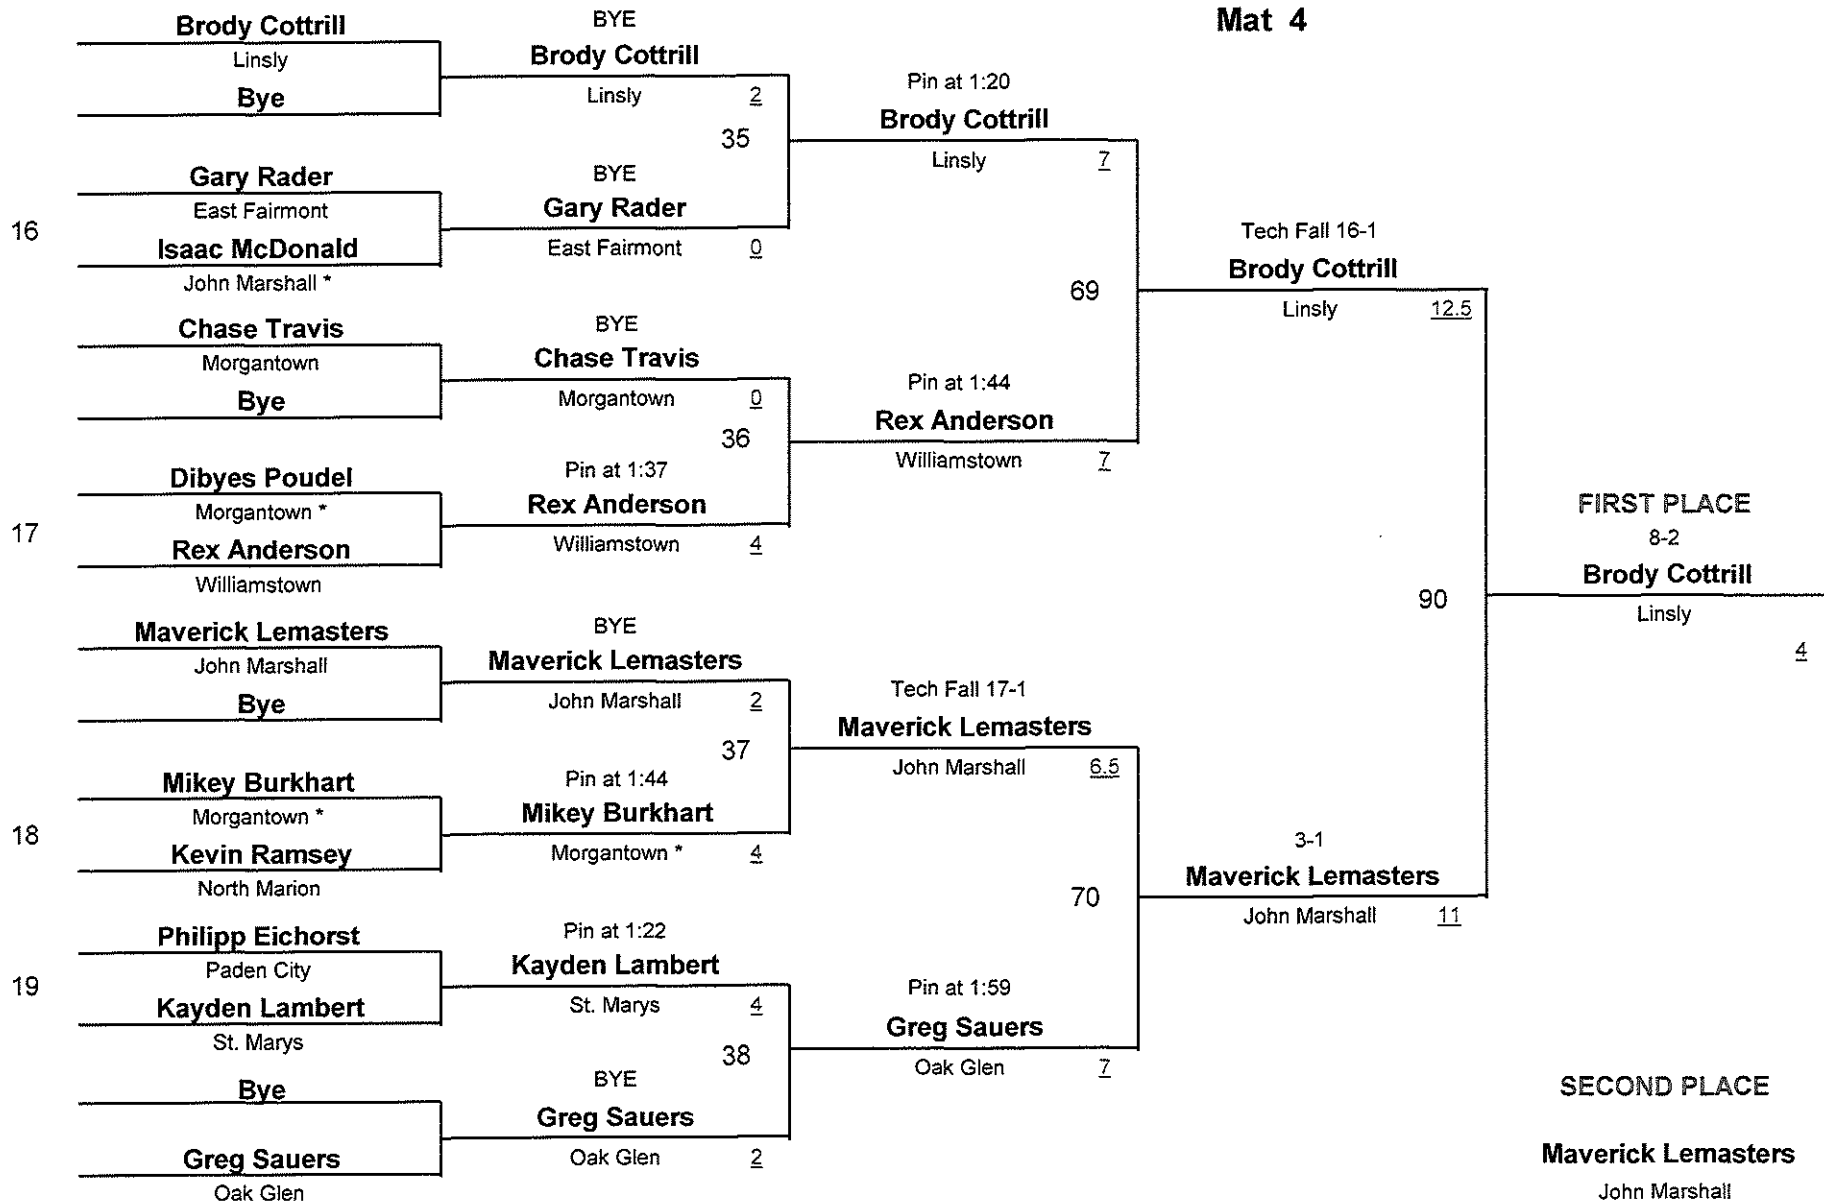 Mat 4
Brody Cottrill
Linsly
Bye
16
Gary Rader
East Fairmont
Isaac McDonald
John Marshall *
Chase Travis
Morgantown
Bye
17
Dibyes Poudel
Morgantown *
Rex Anderson
Williamstown
Maverick Lemasters
John Marshall
Bye
18
Mikey Burkhart
Morgantown *
Kevin Ramsey
North Marion
19
Philipp Eichorst
Paden City
Kayden Lambert
St. Marys
Bye
Greg Sauers
Oak Glen
BYE
Brody Cottrill
Linsly 2
35
BYE
Gary Rader
East Fairmont 0
BYE
Chase Travis
Morgantown 0
36
Pin at 1:37
Rex Anderson
Williamstown 4
BYE
Maverick Lemasters
John Marshall 2
37
Pin at 1:44
Mikey Burkhart
Morgantown * 4
Pin at 1:22
Kayden Lambert
St. Marys 4
38
BYE
Greg Sauers
Oak Glen 2
Pin at 1:20
Brody Cottrill
Linsly 7
69
Pin at 1:44
Rex Anderson
Williamstown 7
Tech Fall 17-1
Maverick Lemasters
John Marshall 6.5
70
Pin at 1:59
Greg Sauers
Oak Glen 7
Tech Fall 16-1
Brody Cottrill
Linsly 12.5
90
3-1
Maverick Lemasters
John Marshall 11
FIRST PLACE
8-2
Brody Cottrill
Linsly
4
SECOND PLACE
Maverick Lemasters
John Marshall